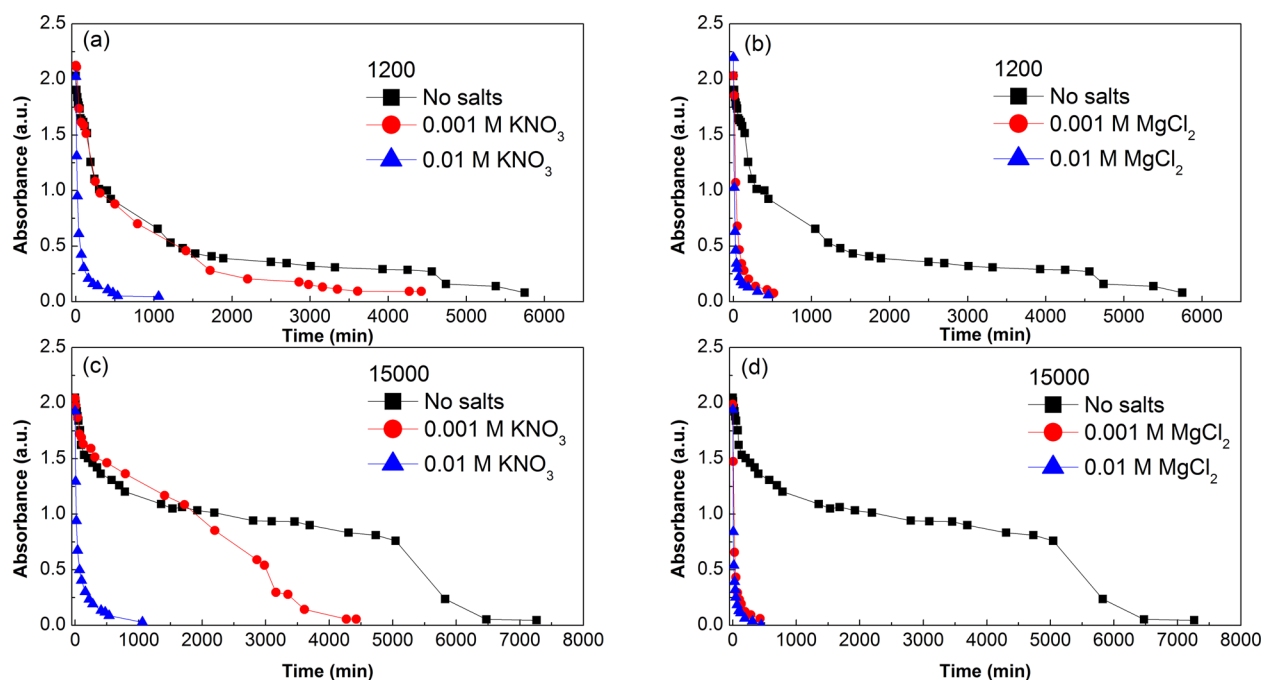 (a)
1200
No salts
0.001 M KNO3
0.01 M KNO3
Absorbance (a.u.)
2.5
2.0
1.5
1.0
0.5
0.0
0 1000 2000 3000 4000 5000 6000
Time (min)
(b)
1200
No salts
0.001 M MgCl2
0.01 M MgCl2
Absorbance (a.u.)
2.5
2.0
1.5
1.0
0.5
0.0
0 1000 2000 3000 4000 5000 6000
Time (min)
(c)
15000
No salts
0.001 M KNO3
0.01 M KNO3
Absorbance (a.u.)
2.5
2.0
1.5
1.0
0.5
0.0
0 1000 2000 3000 4000 5000 6000 7000 8000
Time (min)
(d)
15000
No salts
0.001 M MgCl2
0.01 M MgCl2
Absorbance (a.u.)
2.5
2.0
1.5
1.0
0.5
0.0
0 1000 2000 3000 4000 5000 6000 7000 8000
Time (min)